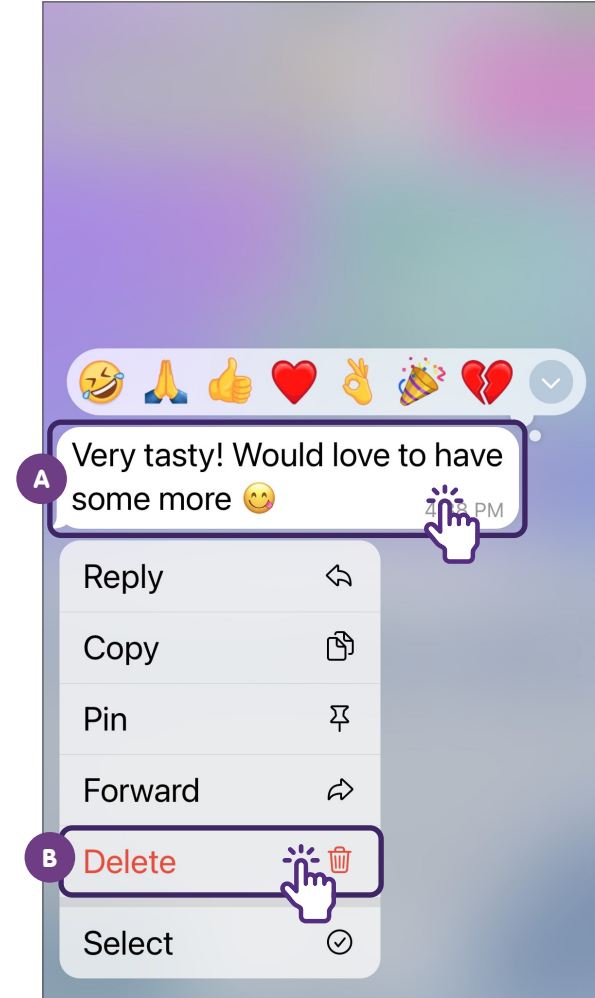 Very tasty! Would love to have
A
some more 😋
PM
Reply
Copy
Pin
Forward
B
Delete
Select